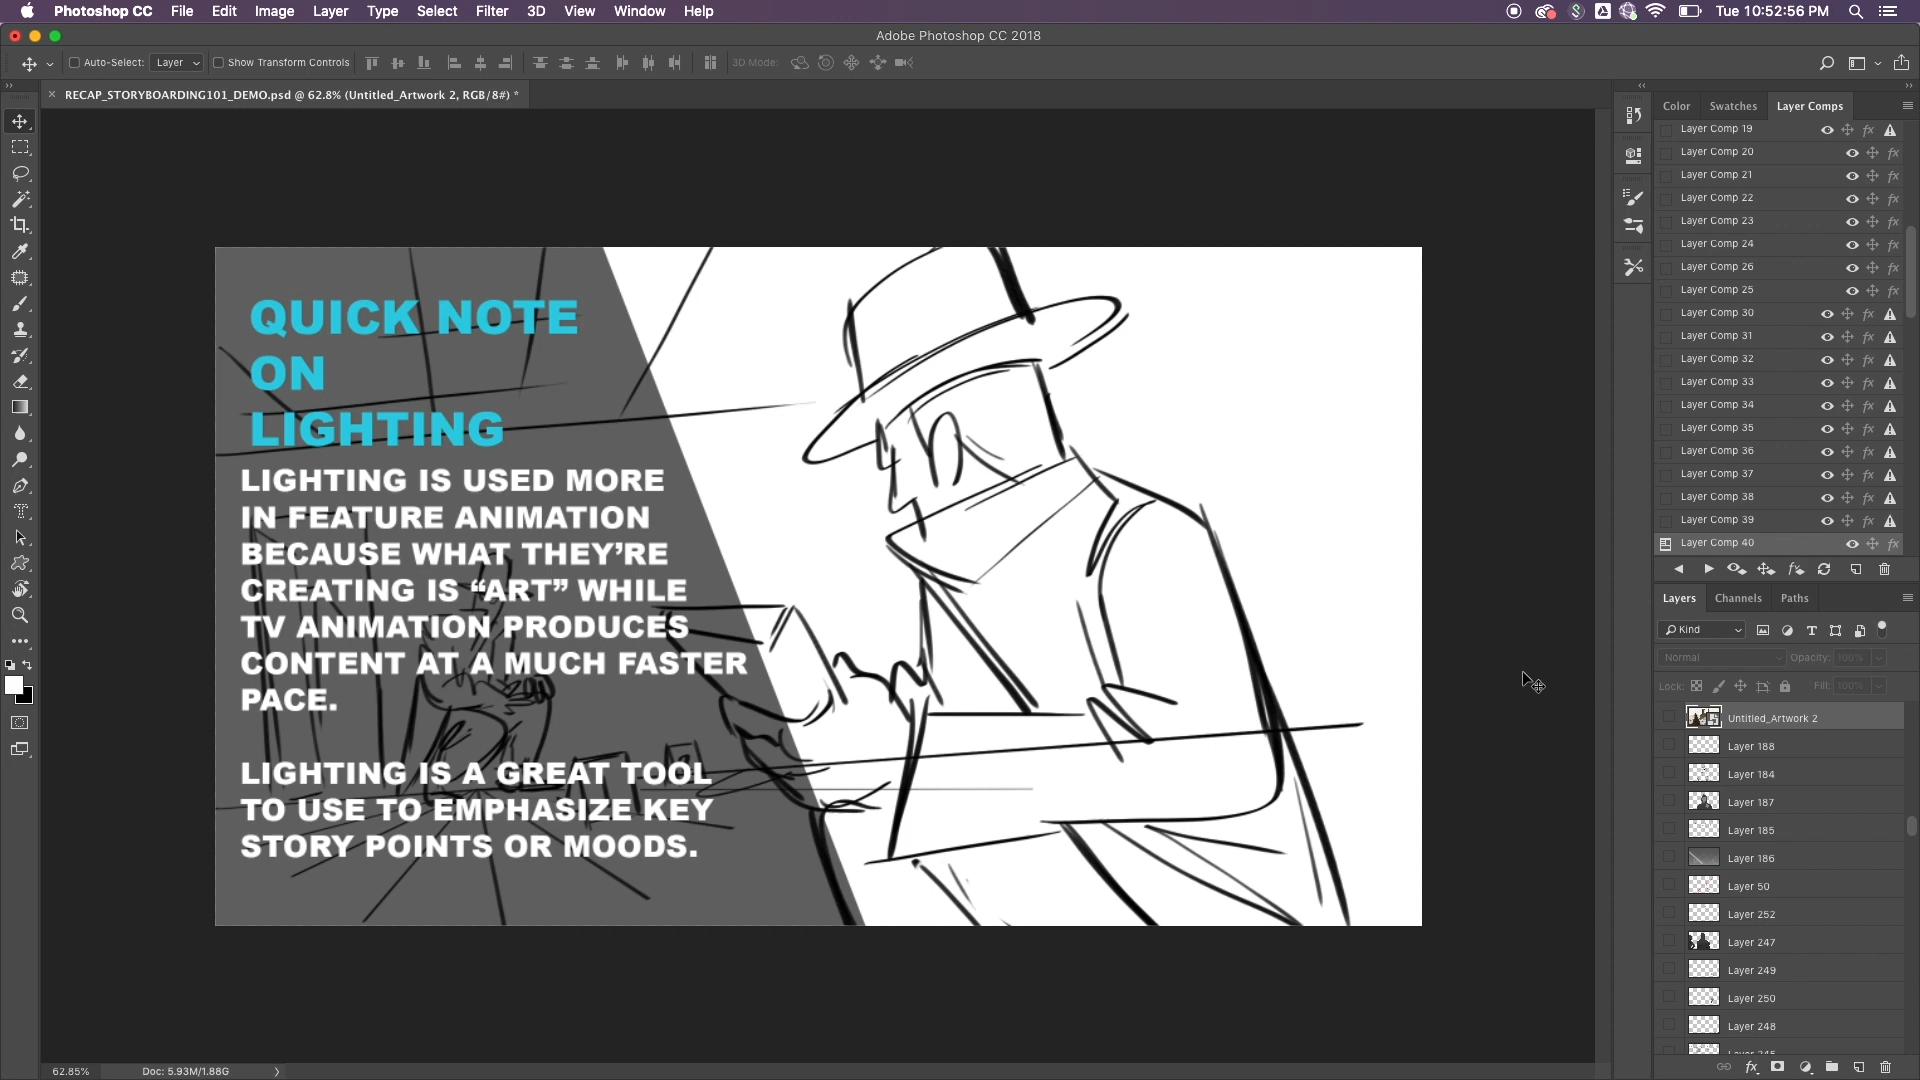 Photoshop CC File Edit Image Layer Type Select Filter 3D View Window Help Tue 10:52:56 PM
Adobe Photoshop CC 2018
Auto-Select: Layer Show Transform Controls 3D Mode:
RECAP_STORYBOARDING101_DEMO.psd @ 62.8% (Untitled_Artwork 2, RGB/8#) *
QUICK NOTE
ON
LIGHTING
LIGHTING IS USED MORE
IN FEATURE ANIMATION
BECAUSE WHAT THEY’RE
CREATING IS “ART” WHILE
TV ANIMATION PRODUCES
CONTENT AT A MUCH FASTER
PACE.
LIGHTING IS A GREAT TOOL
TO USE TO EMPHASIZE KEY
STORY POINTS OR MOODS.
62.85% Doc: 5.93M/1.88G
Color Swatches Layer Comps
Layer Comp 19
Layer Comp 20
Layer Comp 21
Layer Comp 22
Layer Comp 23
Layer Comp 24
Layer Comp 26
Layer Comp 25
Layer Comp 30
Layer Comp 31
Layer Comp 32
Layer Comp 33
Layer Comp 34
Layer Comp 35
Layer Comp 36
Layer Comp 37
Layer Comp 38
Layer Comp 39
Layer Comp 40
Layers Channels Paths
Kind
Normal Opacity: 100%
Lock: Fill: 100%
Untitled_Artwork 2
Layer 188
Layer 184
Layer 187
Layer 185
Layer 186
Layer 50
Layer 252
Layer 247
Layer 249
Layer 250
Layer 248